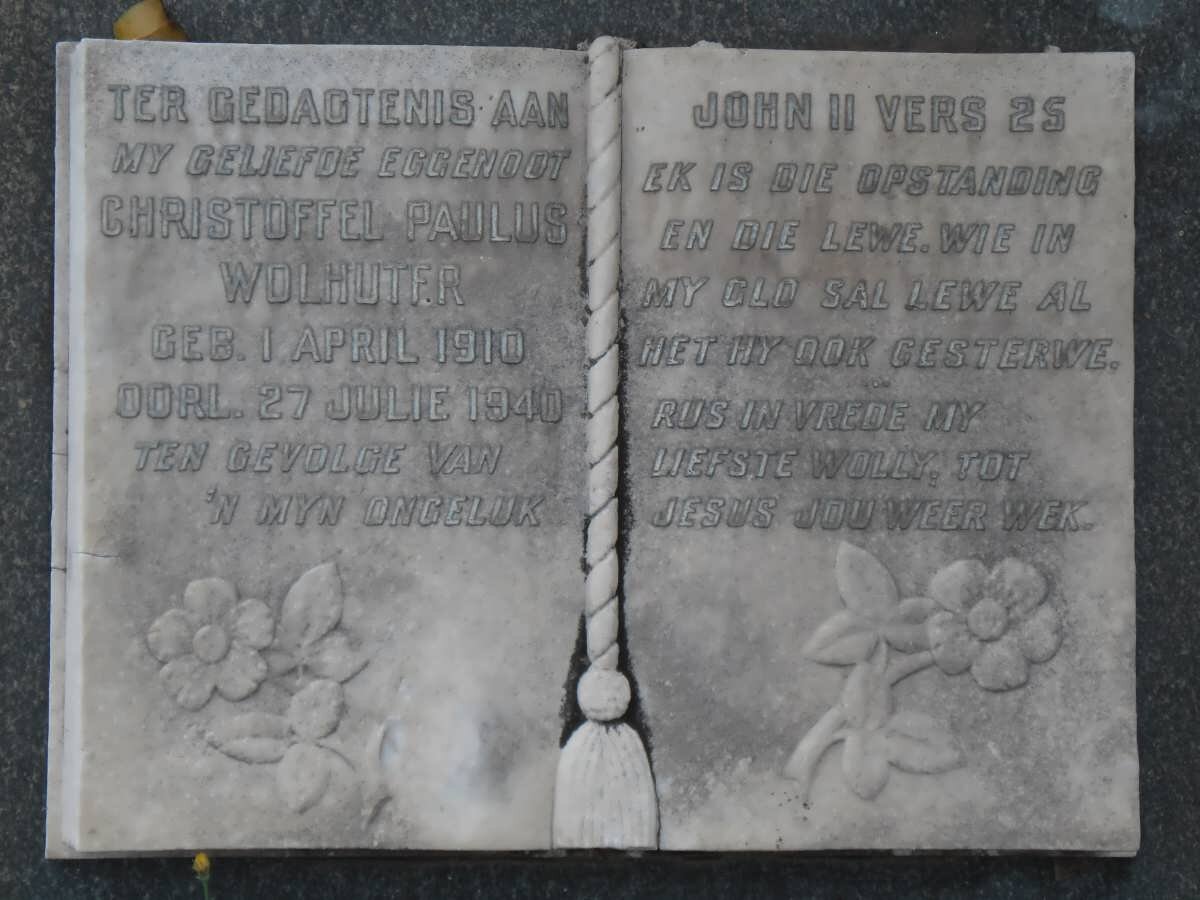 TER GEDAGTENIS AAN
MY GELIEFDE EGGENOOT
CHRISTOFFEL PAULUS
WOLHUTER
GEB. 1 APRIL 1910
OORL. 27 JULIE 1940
TEN GEVOLGE VAN
'N MYN ONGELUK
JOHN 11 VERS 25
EK IS DIE OPSTANDING
EN DIE LEWE. WIE IN
MY GLO SAL LEWE AL
HET HY OOK GESTERWE.
RUS IN VREDE MY
LIEFSTE WOLLY, TOT
JESUS JOU WEER WEK.